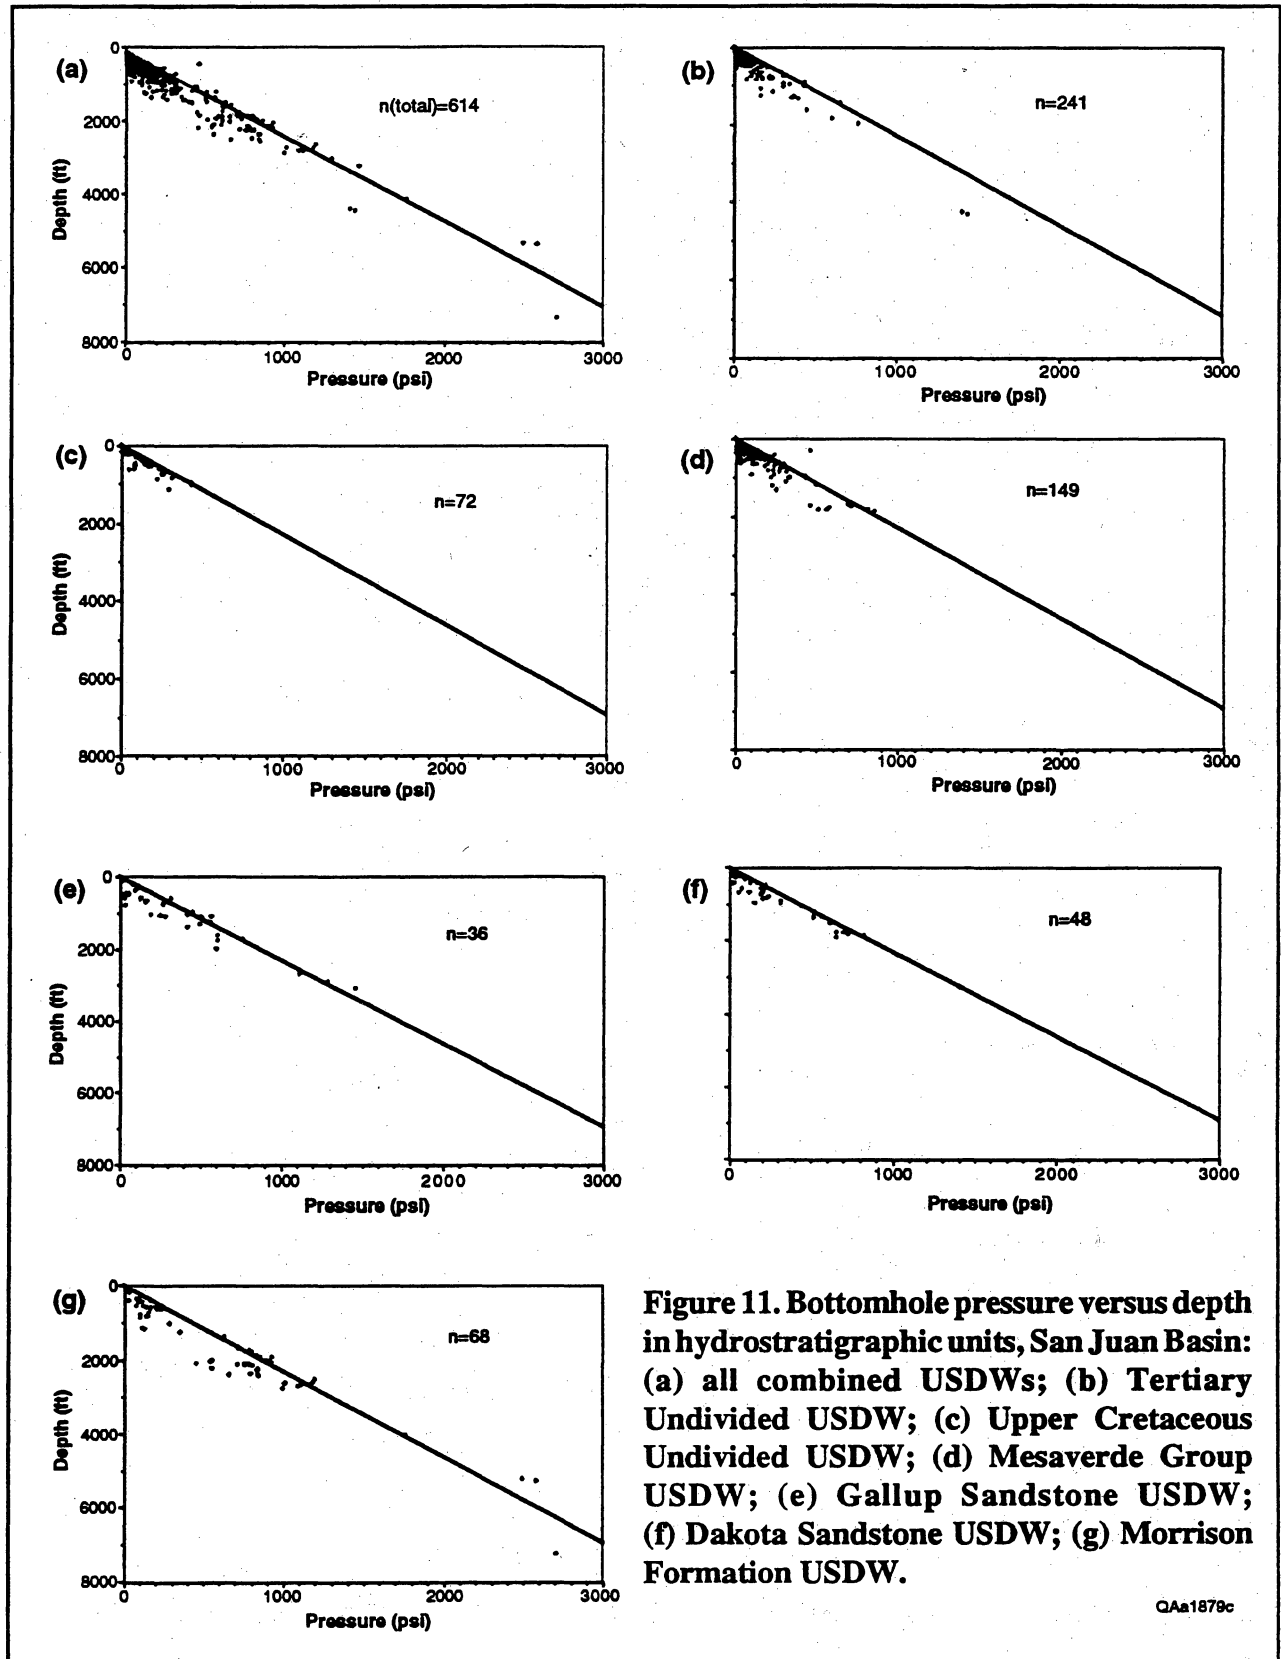 (a)
n(total)=614
0
2000
4000
6000
8000
Depth (ft)
0 1000 2000 3000
Pressure (psi)
(b)
n=241
0 1000 2000 3000
Pressure (psi)
(c)
n=72
0
2000
4000
6000
8000
Depth (ft)
0 1000 2000 3000
Pressure (psi)
(d)
n=149
0 1000 2000 3000
Pressure (psi)
(e)
n=36
0
2000
4000
6000
8000
Depth (ft)
0 1000 2000 3000
Pressure (psi)
(f)
n=48
0 1000 2000 3000
Pressure (psi)
(g)
n=68
0
2000
4000
6000
8000
Depth (ft)
0 1000 2000 3000
Pressure (psi)
Figure 11. Bottomhole pressure versus depth
in hydrostratigraphic units, San Juan Basin:
(a) all combined USDWs; (b) Tertiary
Undivided USDW; (c) Upper Cretaceous
Undivided USDW; (d) Mesaverde Group
USDW; (e) Gallup Sandstone USDW;
(f) Dakota Sandstone USDW; (g) Morrison
Formation USDW.
QAa1879c